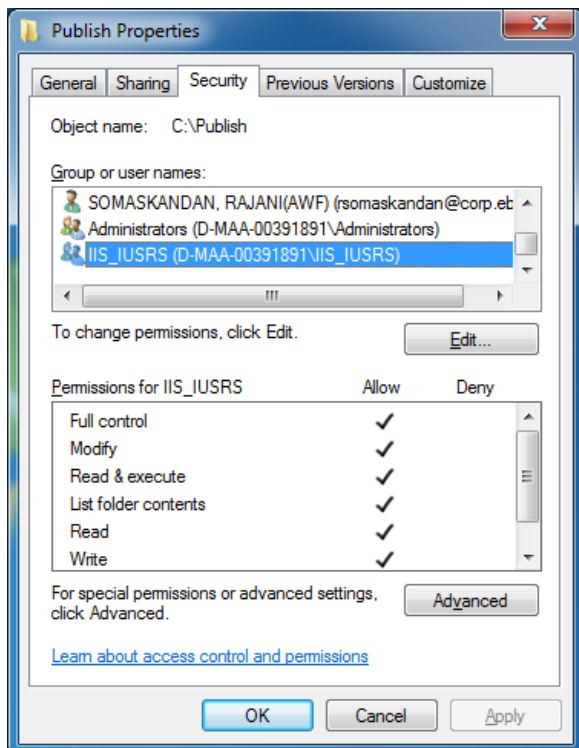 Publish Properties
General Sharing Security Previous Versions Customize
Object name: C:\Publish
Group or user names:
SOMASKANDAN, RAJANI(AWF) (rsomaskandan@corp.eb
Administrators (D-MAA-00391891\Administrators)
IIS_IUSRS (D-MAA-00391891\IIS_IUSRS)
To change permissions, click Edit.
Edit...
Permissions for IIS_IUSRS Allow Deny
Full control
Modify
Read & execute
List folder contents
Read
Write
For special permissions or advanced settings,
click Advanced.
Advanced
Learn about access control and permissions
OK Cancel Apply